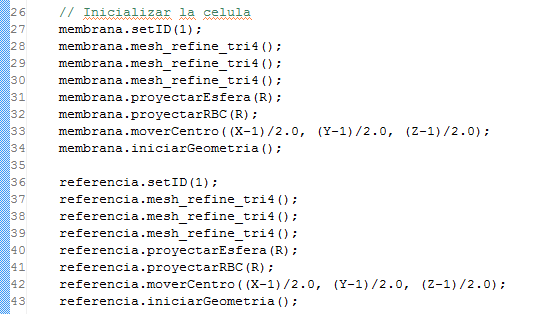 26 // Inicializar la celula
27 membrana.setID(1);
28 membrana.mesh_refine_tri4();
29 membrana.mesh_refine_tri4();
30 membrana.mesh_refine_tri4();
31 membrana.proyectarEsfera(R);
32 membrana.proyectarRBC(R);
33 membrana.moverCentro((X-1)/2.0, (Y-1)/2.0, (Z-1)/2.0);
34 membrana.iniciarGeometria();
35
36 referencia.setID(1);
37 referencia.mesh_refine_tri4();
38 referencia.mesh_refine_tri4();
39 referencia.mesh_refine_tri4();
40 referencia.proyectarEsfera(R);
41 referencia.proyectarRBC(R);
42 referencia.moverCentro((X-1)/2.0, (Y-1)/2.0, (Z-1)/2.0);
43 referencia.iniciarGeometria();